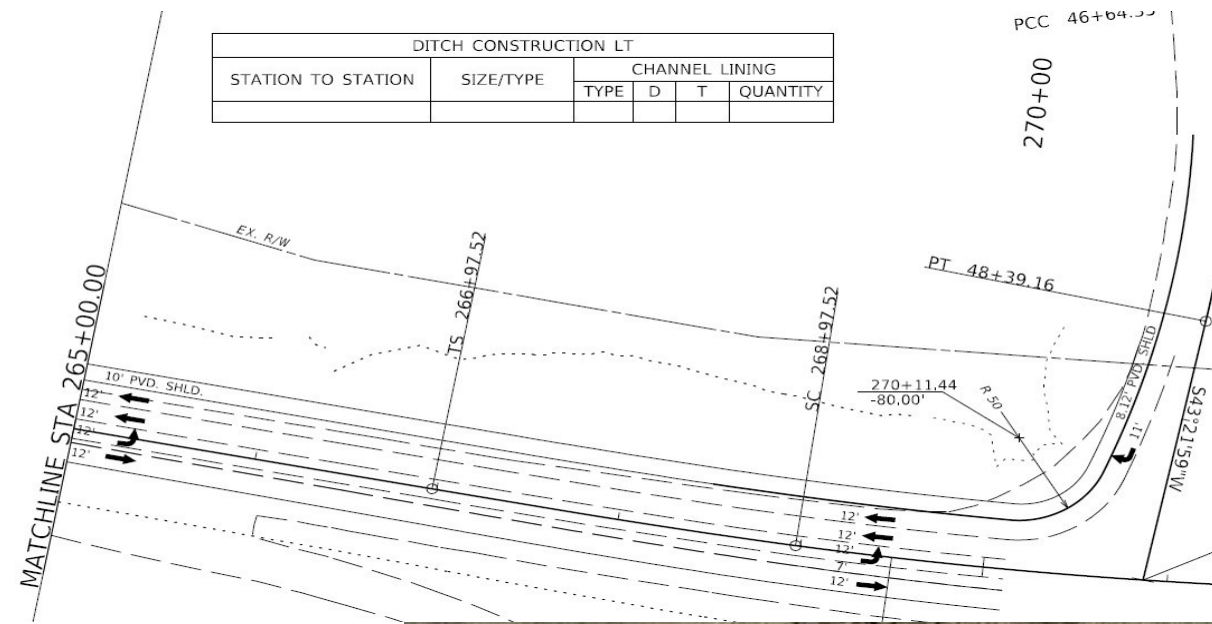 PCC 46+64.55
DITCH CONSTRUCTION LT
STATION TO STATION
SIZE/TYPE
CHANNEL LINING
TYPE
D
T
QUANTITY
270+00
EX. R/W
TS 266+97.52
PT 48+39.16
MATCHLINE STA 265+00.00
SC 268+97.52
10' PVD. SHLD.
12'
12'
12'
12'
270+11.44
-80.00'
R 50
8.12' PVD. SHLD
11'
S43°21'59"W
12'
12'
12'
7'
12'